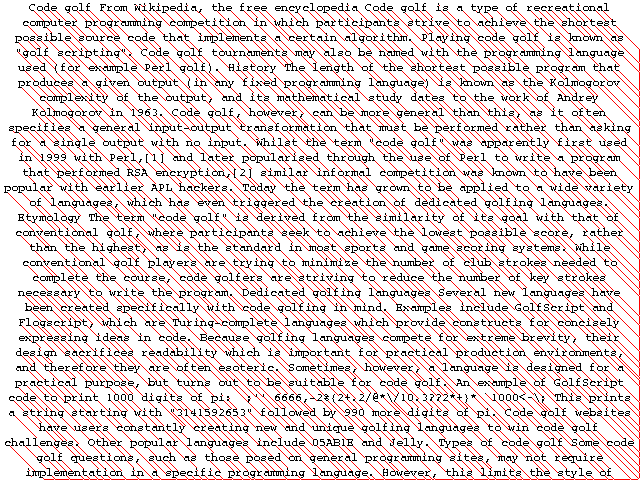 Code golf From Wikipedia, the free encyclopedia Code golf is a type of recreational
computer programming competition in which participants strive to achieve the shortest
possible source code that implements a certain algorithm. Playing code golf is known as
"golf scripting". Code golf tournaments may also be named with the programming language
used (for example Perl golf). History The length of the shortest possible program that
produces a given output (in any fixed programming language) is known as the Kolmogorov
complexity of the output, and its mathematical study dates to the work of Andrey
Kolmogorov in 1963. Code golf, however, can be more general than this, as it often
specifies a general input-output transformation that must be performed rather than asking
for a single output with no input. Whilst the term "code golf" was apparently first used
in 1999 with Perl,[1] and later popularised through the use of Perl to write a program
that performed RSA encryption,[2] similar informal competition was known to have been
popular with earlier APL hackers. Today the term has grown to be applied to a wide variety
of languages, which has even triggered the creation of dedicated golfing languages.
Etymology The term "code golf" is derived from the similarity of its goal with that of
conventional golf, where participants seek to achieve the lowest possible score, rather
than the highest, as is the standard in most sports and game scoring systems. While
conventional golf players are trying to minimize the number of club strokes needed to
complete the course, code golfers are striving to reduce the number of key strokes
necessary to write the program. Dedicated golfing languages Several new languages have
been created specifically with code golfing in mind. Examples include GolfScript and
Flogscript, which are Turing-complete languages which provide constructs for concisely
expressing ideas in code. Because golfing languages compete for extreme brevity, their
design sacrifices readability which is important for practical production environments,
and therefore they are often esoteric. Sometimes, however, a language is designed for a
practical purpose, but turns out to be suitable for code golf. An example of GolfScript
code to print 1000 digits of pi: ;'' 6666,-2%{2+.2/@*\/10.3??2*+}* 1000<~\; This prints
a string starting with "3141592653" followed by 990 more digits of pi. Code golf websites
have users constantly creating new and unique golfing languages to win code golf
challenges. Other popular languages include 05AB1E and Jelly. Types of code golf Some code
golf questions, such as those posed on general programming sites, may not require
implementation in a specific programming language. However, this limits the style of